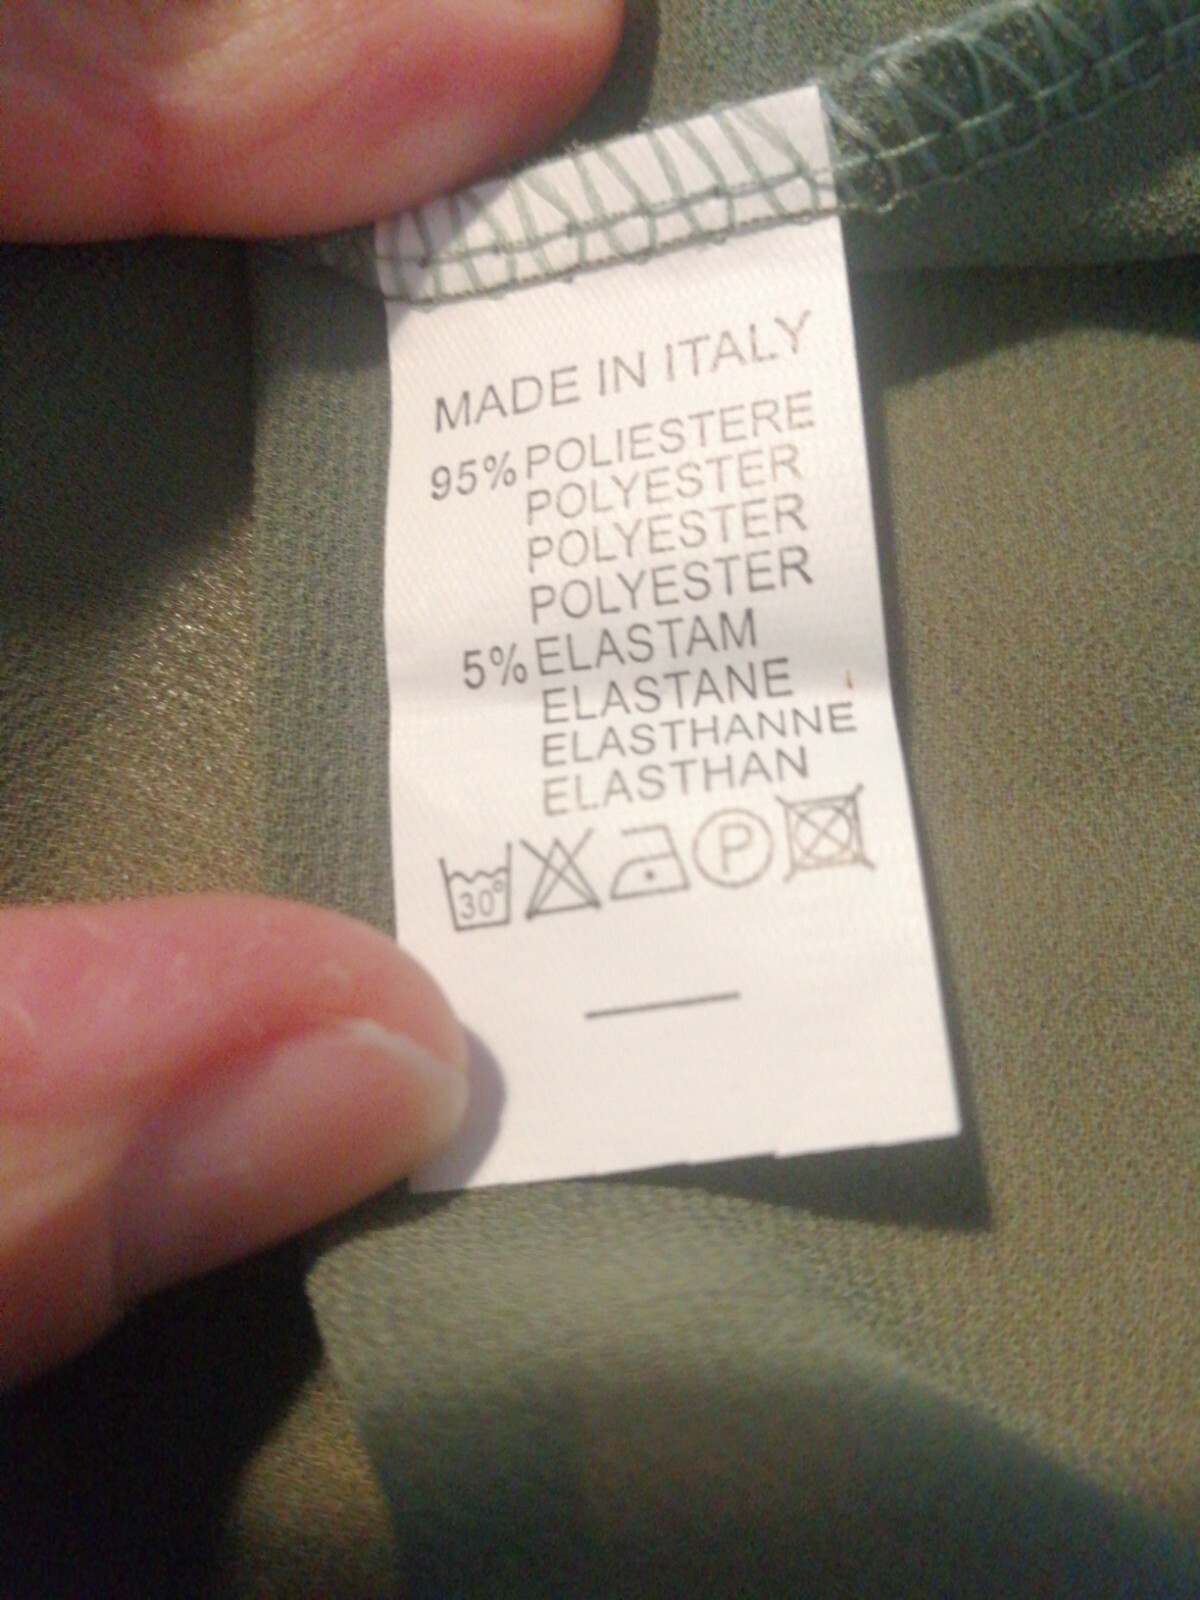 MADE IN ITALY
95% POLIESTERE
POLYESTER
POLYESTER
POLYESTER
5% ELASTAM
ELASTANE
ELASTHANNE
ELASTHAN
30° P